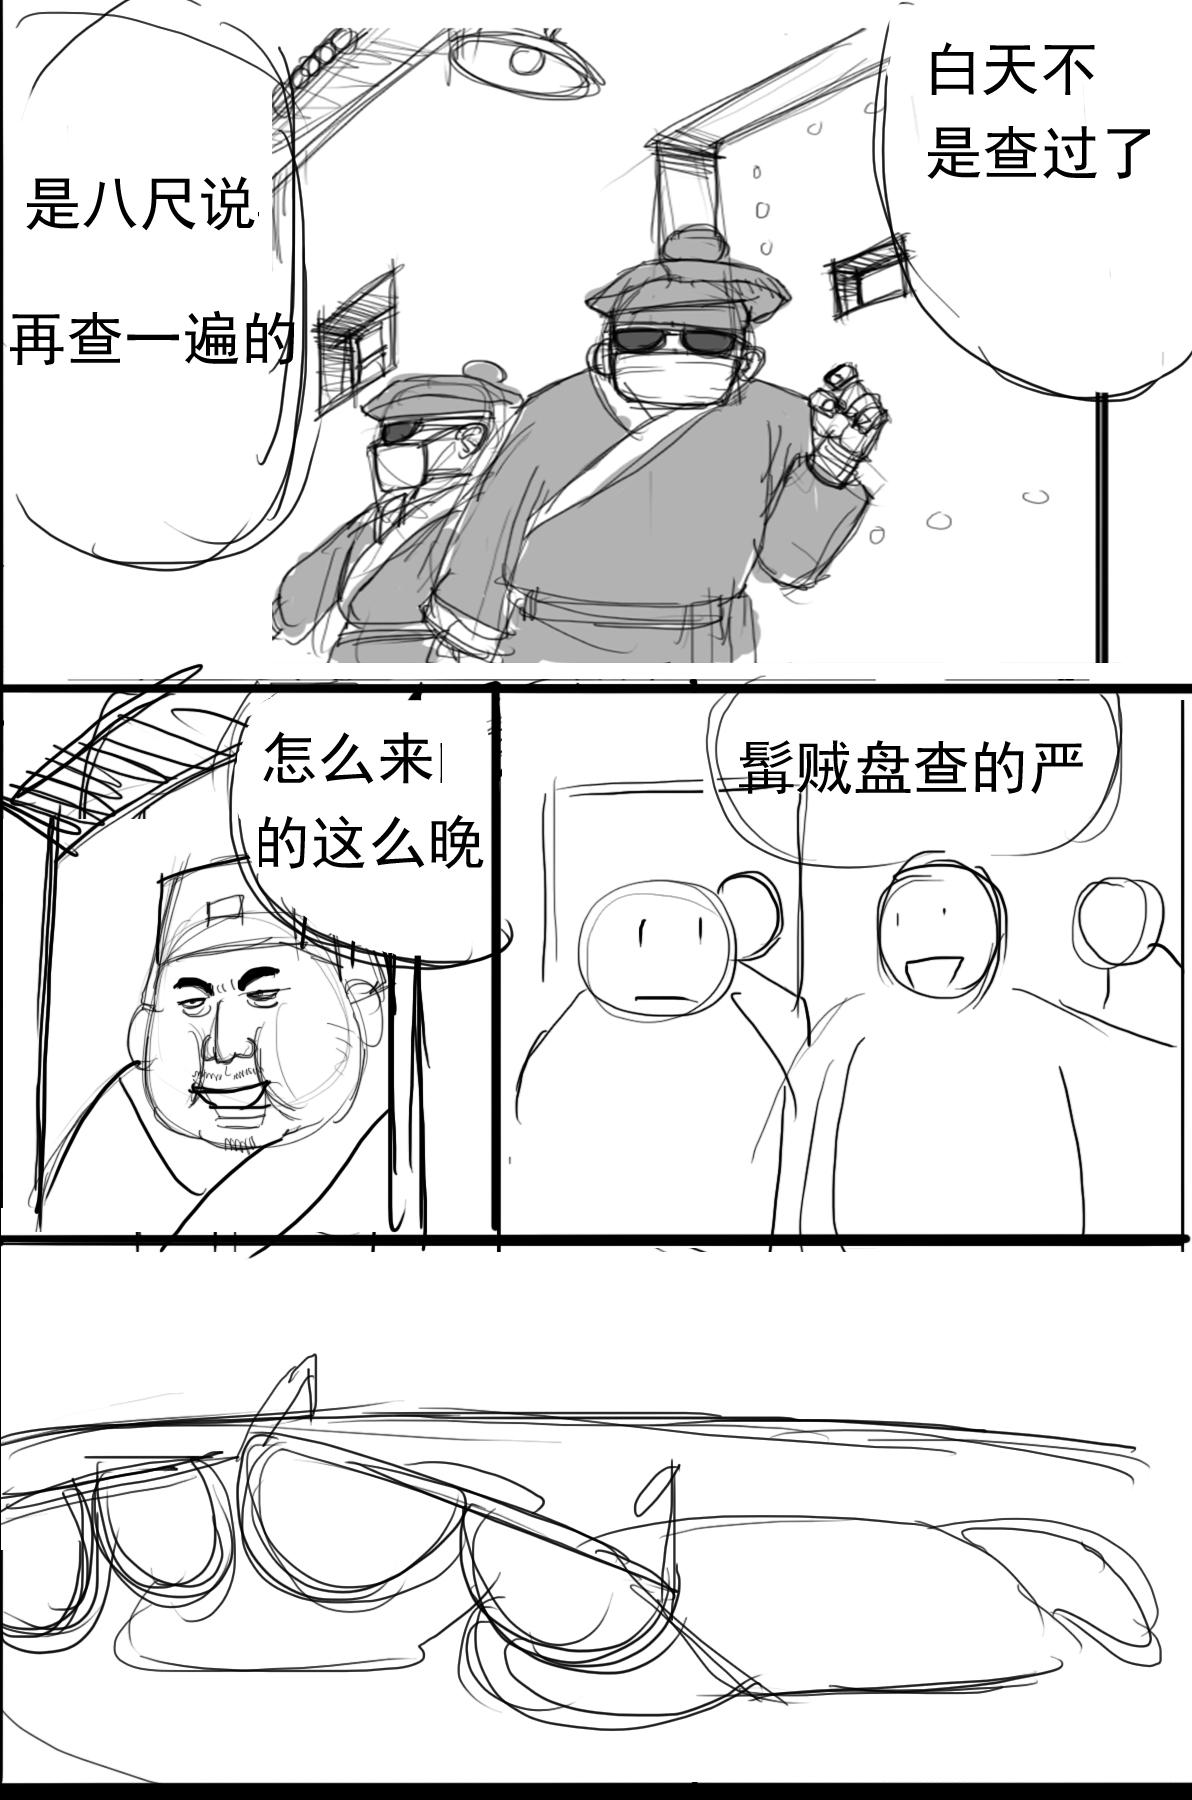 白天不
是查过了
是八尺说
再查一遍的
怎么来
的这么晚
髷贼盘查的严